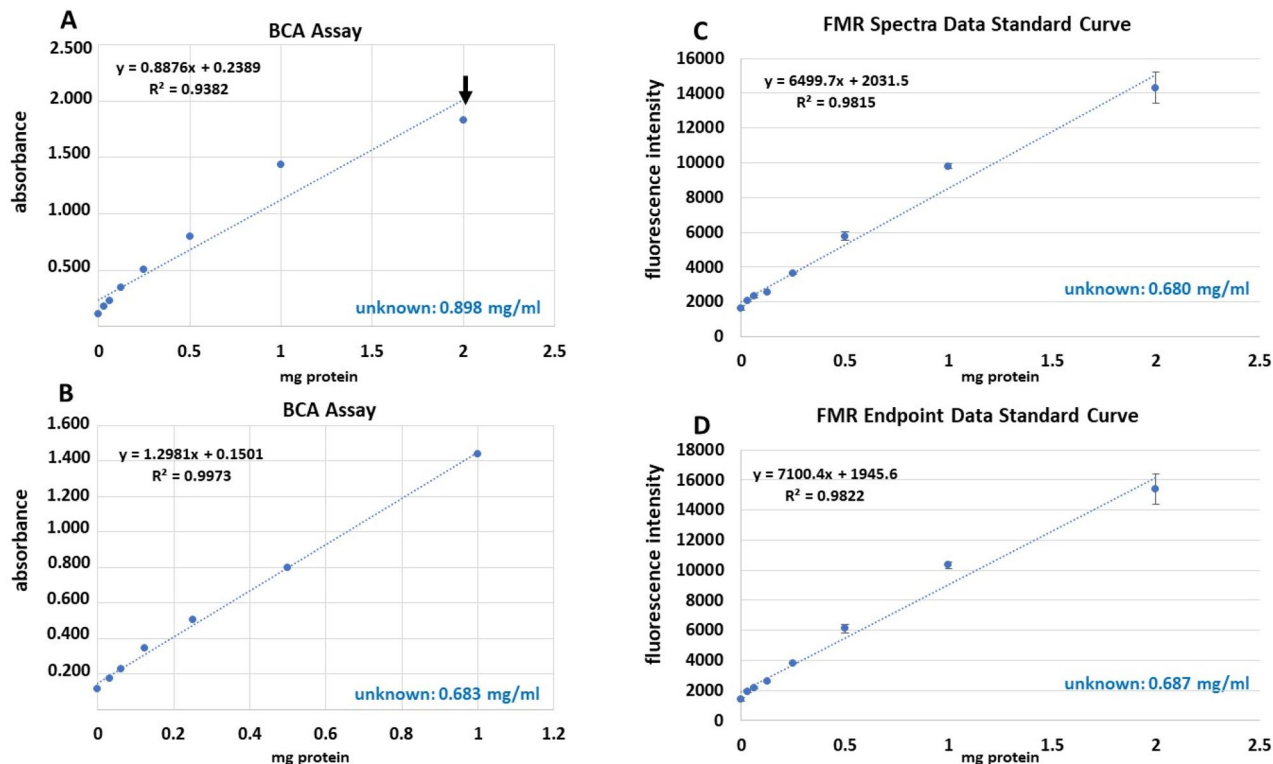 A
BCA Assay
2.500
2.000
1.500
1.000
0.500
y = 0.8876x + 0.2389
R² = 0.9382
absorbance
unknown: 0.898 mg/ml
0 0.5 1 1.5 2 2.5
mg protein
B
BCA Assay
1.600
1.400
1.200
1.000
0.800
0.600
0.400
0.200
y = 1.2981x + 0.1501
R² = 0.9973
absorbance
unknown: 0.683 mg/ml
0 0.2 0.4 0.6 0.8 1 1.2
mg protein
C
FMR Spectra Data Standard Curve
16000
14000
12000
10000
8000
6000
4000
2000
0
y = 6499.7x + 2031.5
R² = 0.9815
fluorescence intensity
unknown: 0.680 mg/ml
0 0.5 1 1.5 2 2.5
mg protein
D
FMR Endpoint Data Standard Curve
18000
16000
14000
12000
10000
8000
6000
4000
2000
0
y = 7100.4x + 1945.6
R² = 0.9822
fluorescence intensity
unknown: 0.687 mg/ml
0 0.5 1 1.5 2 2.5
mg protein